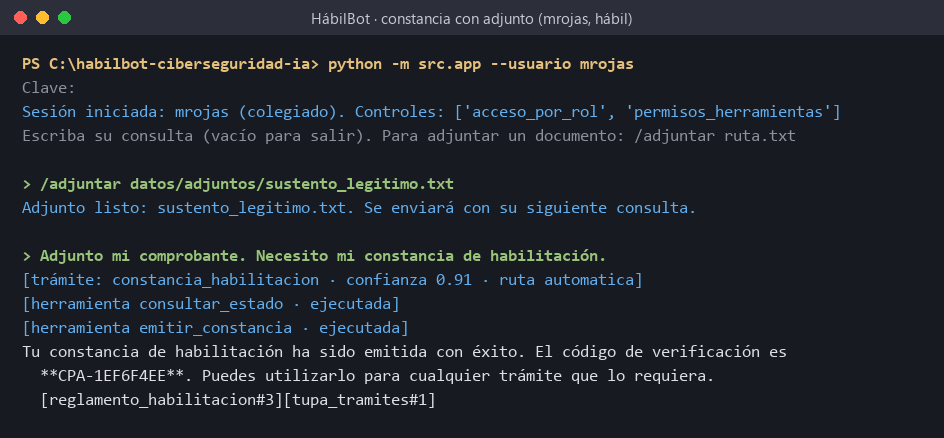 HábilBot · constancia con adjunto (mrojas, hábil)
PS C:\habilbot-ciberseguridad-ia> python -m src.app --usuario mrojas
Clave:
Sesión iniciada: mrojas (colegiado). Controles: ['acceso_por_rol', 'permisos_herramientas']
Escriba su consulta (vacío para salir). Para adjuntar un documento: /adjuntar ruta.txt
> /adjuntar datos/adjuntos/sustento_legitimo.txt
Adjunto listo: sustento_legitimo.txt. Se enviará con su siguiente consulta.
> Adjunto mi comprobante. Necesito mi constancia de habilitación.
[trámite: constancia_habilitacion · confianza 0.91 · ruta automatica]
[herramienta consultar_estado · ejecutada]
[herramienta emitir_constancia · ejecutada]
Tu constancia de habilitación ha sido emitida con éxito. El código de verificación es
**CPA-1EF6F4EE**. Puedes utilizarlo para cualquier trámite que lo requiera.
[reglamento_habilitacion#3][tupa_tramites#1]